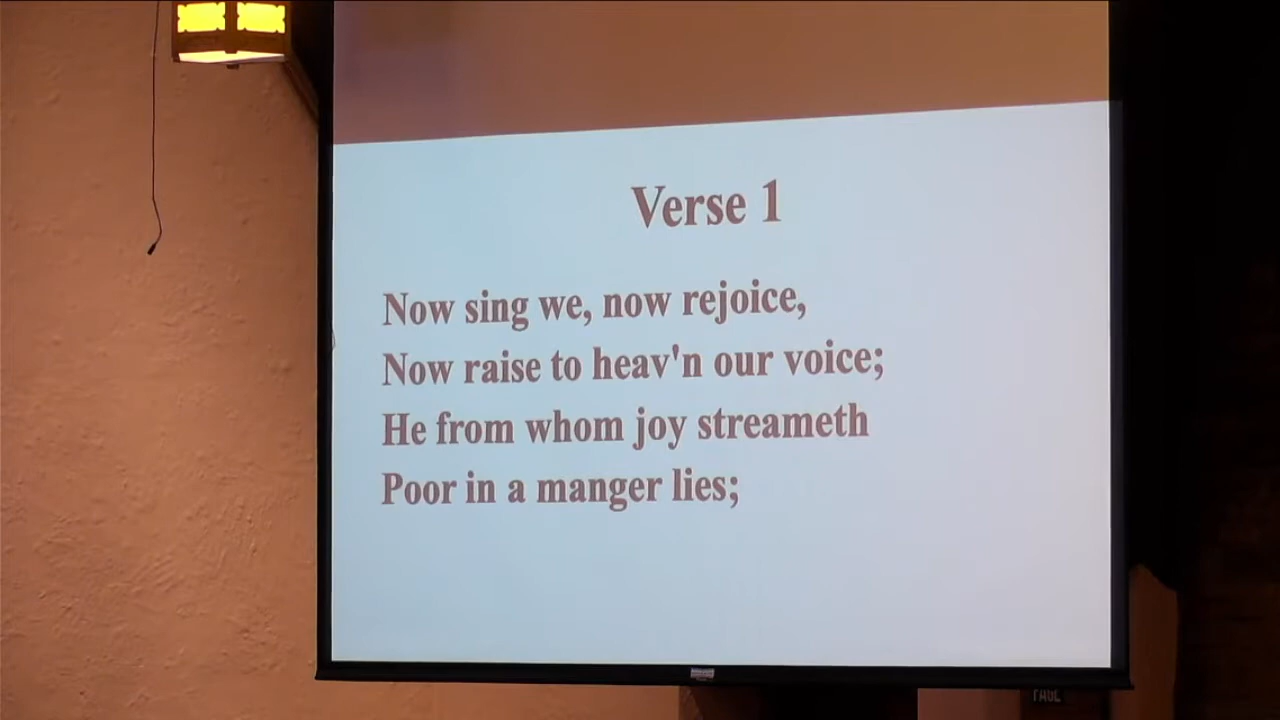 Verse 1
Now sing we, now rejoice,
Now raise to heav'n our voice;
He from whom joy streameth
Poor in a manger lies;
PAGE